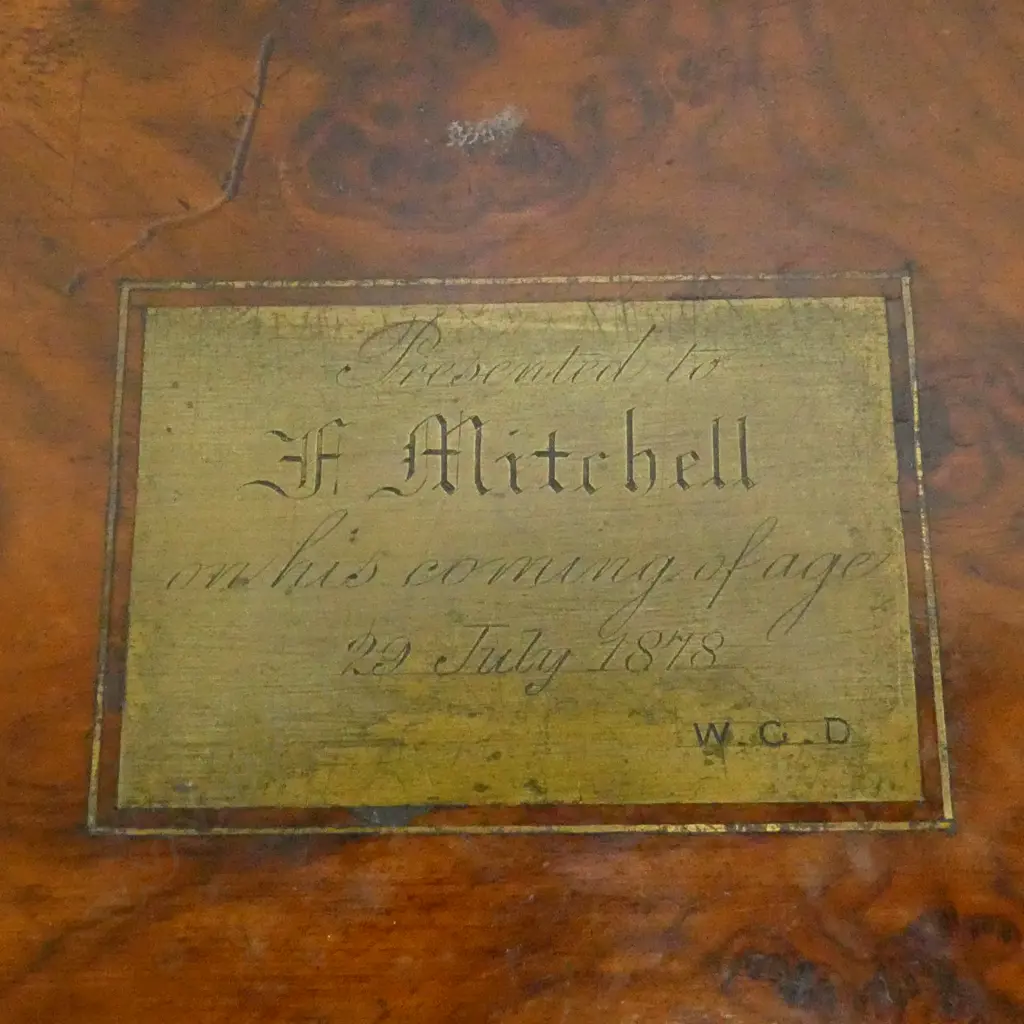 Presented to
F. Mitchell
on his coming of age
29 July 1878
W. G. D